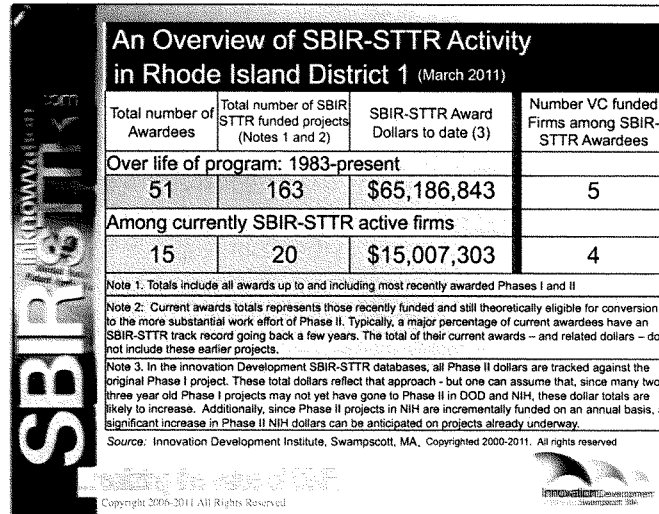 An Overview of SBIR-STTR Activity
in Rhode Island District 1 (March 2011)
Total number of
Awardees
Total number of SBIR
STTR funded projects
(Notes 1 and 2)
SBIR-STTR Award
Dollars to date (3)
Number VC funded
Firms among SBIR-
STTR Awardees
Over life of program: 1983-present
51 163 $65,186,843 5
Among currently SBIR-STTR active firms
15 20 $15,007,303 4
Note 1. Totals include all awards up to and including most recently awarded Phases I and II
Note 2: Current awards totals represents those recently funded and still theoretically eligible for conversion
to the more substantial work effort of Phase II. Typically, a major percentage of current awardees have an
SBIR-STTR track record going back a few years. The total of their current awards -- and related dollars – do
not include these earlier projects.
Note 3. In the innovation Development SBIR-STTR databases, all Phase II dollars are tracked against the
original Phase I project. These total dollars reflect that approach - but one can assume that, since many two
three year old Phase I projects may not yet have gone to Phase II in DOD and NIH, these dollar totals are
likely to increase. Additionally, since Phase II projects in NIH are incrementally funded on an annual basis,
significant increase in Phase II NIH dollars can be anticipated on projects already underway.
Source: Innovation Development Institute, Swampscott, MA. Copyrighted 2000-2011. All rights reserved
SBIR&STTR
inknowvation
com
Copyright 2006-2011 All Rights Reserved
Innovation Development
Swampscott MA